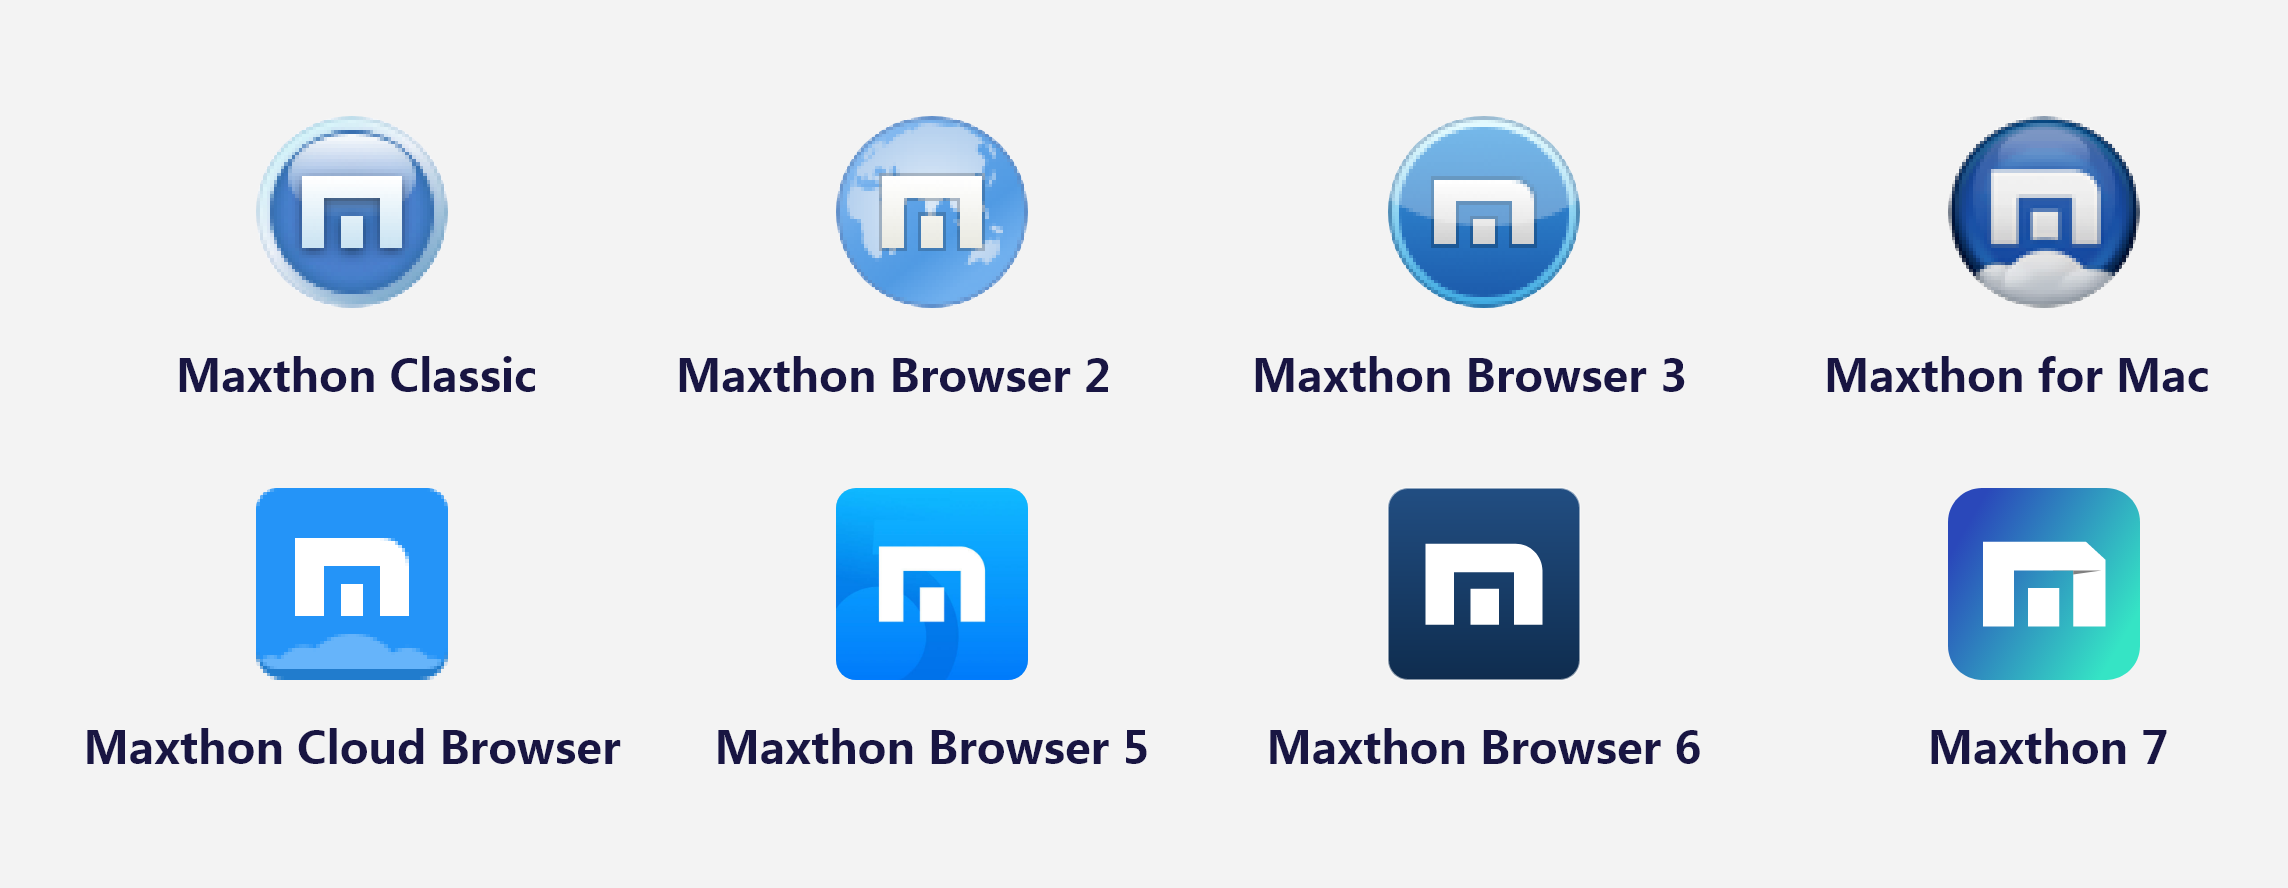 Maxthon Classic
Maxthon Browser 2
Maxthon Browser 3
Maxthon for Mac
Maxthon Cloud Browser
Maxthon Browser 5
Maxthon Browser 6
Maxthon 7